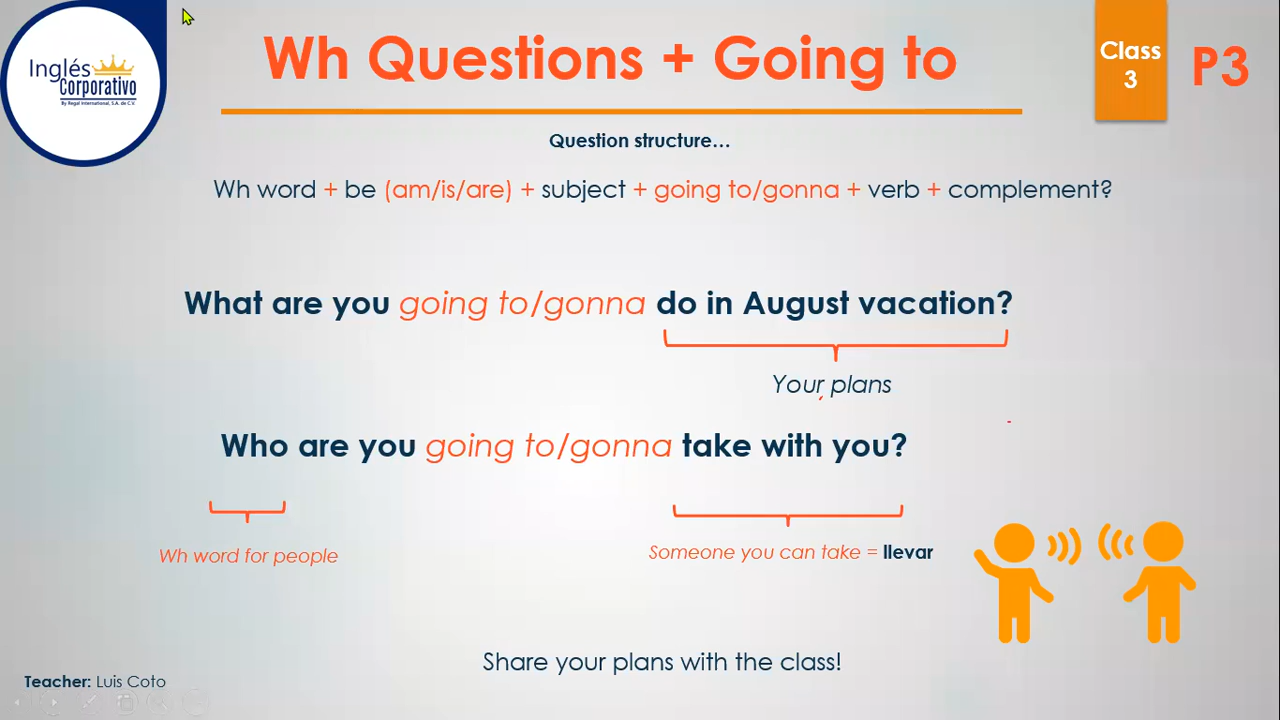 Inglés
Corporativo
By Regal International, S.A. de C.V.
Wh Questions + Going to
Class
3
P3
Question structure…
Wh word + be (am/is/are) + subject + going to/gonna + verb + complement?
What are you going to/gonna do in August vacation?
Your plans
Who are you going to/gonna take with you?
Wh word for people
Someone you can take = llevar
Share your plans with the class!
Teacher: Luis Coto